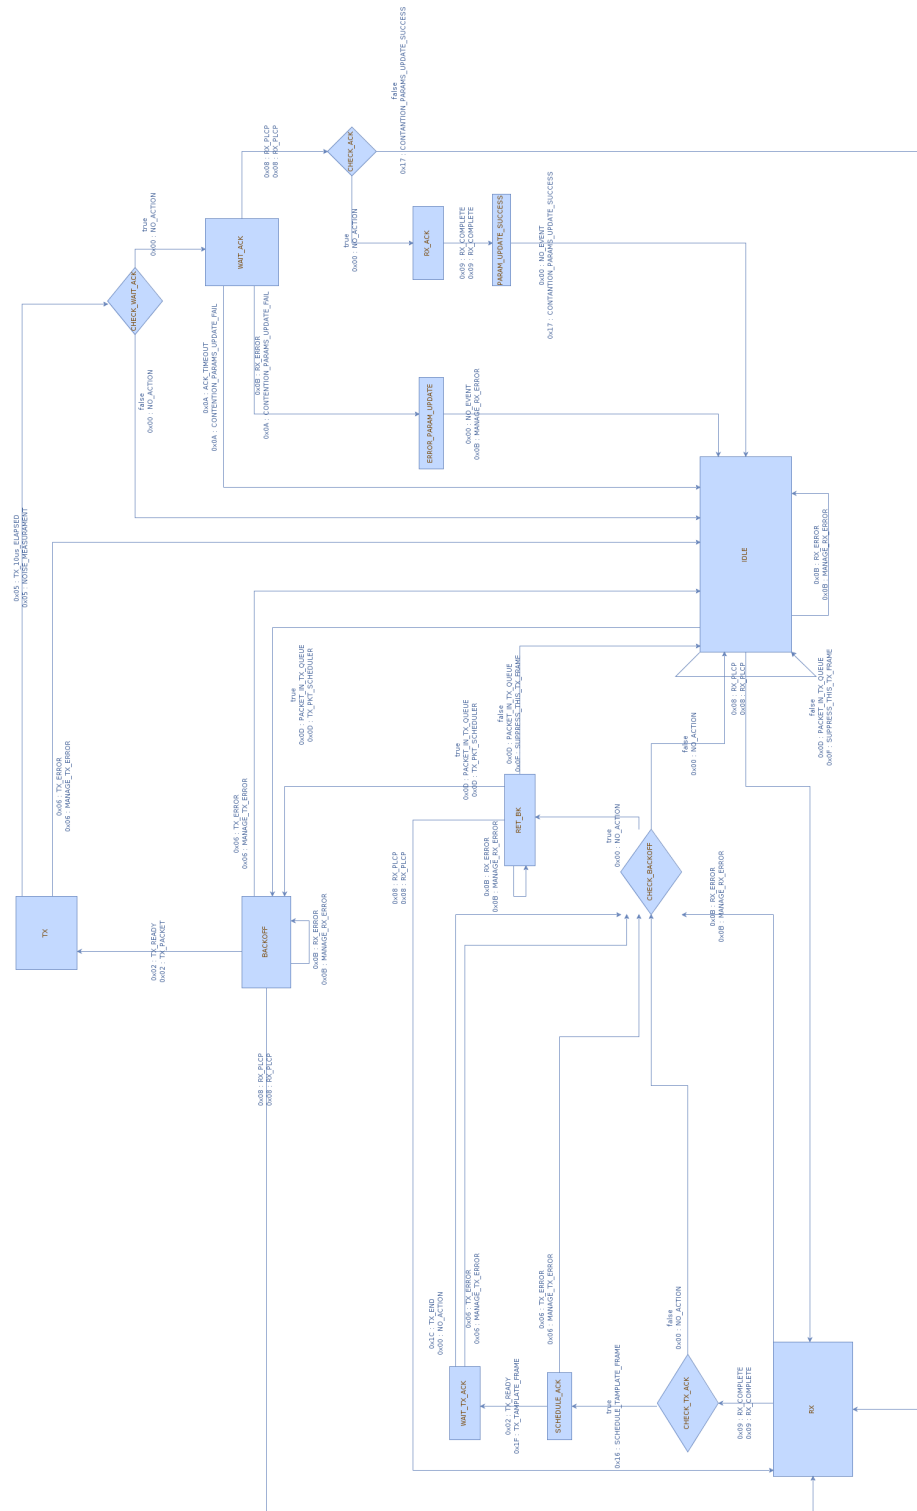 false
0x17 : CONTANTION_PARAMS_UPDATE_SUCCESS
0x08 : RX_PLCP
0x08 : RX_PLCP
CHECK_ACK
true
0x00 : NO_ACTION
WAIT_ACK
true
0x00 : NO_ACTION
RX_ACK
0x09 : RX_COMPLETE
0x09 : RX_COMPLETE
PARAM_UPDATE_SUCCESS
0x00 : NO_EVENT
0x17 : CONTANTION_PARAMS_UPDATE_SUCCESS
CHECK_WAIT_ACK
false
0x00 : NO_ACTION
0x0A : ACK_TIMEOUT
0x0A : CONTENTION_PARAMS_UPDATE_FAIL
0x0B : RX_ERROR
0x0A : CONTENTION_PARAMS_UPDATE_FAIL
ERROR_PARAM_UPDATE
0x00 : NO_EVENT
0x0B : MANAGE_RX_ERROR
0x05 : TX_10us_ELAPSED
0x05 : NOISE_MEASURAMENT
IDLE
0x0B : RX_ERROR
0x0B : MANAGE_RX_ERROR
true
0x0D : PACKET_IN_TX_QUEUE
0x0D : TX_PKT_SCHEDULER
false
0x0D : PACKET_IN_TX_QUEUE
0x0F : SUPPRESS_THIS_TX_FRAME
0x08 : RX_PLCP
0x08 : RX_PLCP
false
0x0D : PACKET_IN_TX_QUEUE
0x0F : SUPPRESS_THIS_TX_FRAME
true
0x0D : PACKET_IN_TX_QUEUE
0x0D : TX_PKT_SCHEDULER
false
0x00 : NO_ACTION
0x06 : TX_ERROR
0x06 : MANAGE_TX_ERROR
0x06 : TX_ERROR
0x06 : MANAGE_TX_ERROR
RET_BK
0x08 : RX_PLCP
0x08 : RX_PLCP
0x0B : RX_ERROR
0x0B : MANAGE_RX_ERROR
true
0x00 : NO_ACTION
CHECK_BACKOFF
0x0B : RX_ERROR
0x0B : MANAGE_RX_ERROR
TX
0x02 : TX_READY
0x02 : TX_PACKET
BACKOFF
0x0B : RX_ERROR
0x0B : MANAGE_RX_ERROR
0x08 : RX_PLCP
0x08 : RX_PLCP
0x1C : TX_END
0x00 : NO_ACTION
0x06 : TX_ERROR
0x06 : MANAGE_TX_ERROR
0x06 : TX_ERROR
0x06 : MANAGE_TX_ERROR
false
0x00 : NO_ACTION
WAIT_TX_ACK
0x02 : TX_READY
0x1F : TX_TAMPLATE_FRAME
SCHEDULE_ACK
true
0x16 : SCHEDULE_TAMPLATE_FRAME
CHECK_TX_ACK
0x09 : RX_COMPLETE
0x09 : RX_COMPLETE
RX